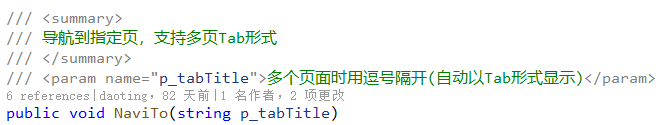 /// <summary>
/// 导航到指定页，支持多页Tab形式
/// </summary>
/// <param name="p_tabTitle">多个页面时用逗号隔开(自动以Tab形式显示)</param>
6 references|daoting，82 天前|1 名作者，2 项更改
public void NaviTo(string p_tabTitle)